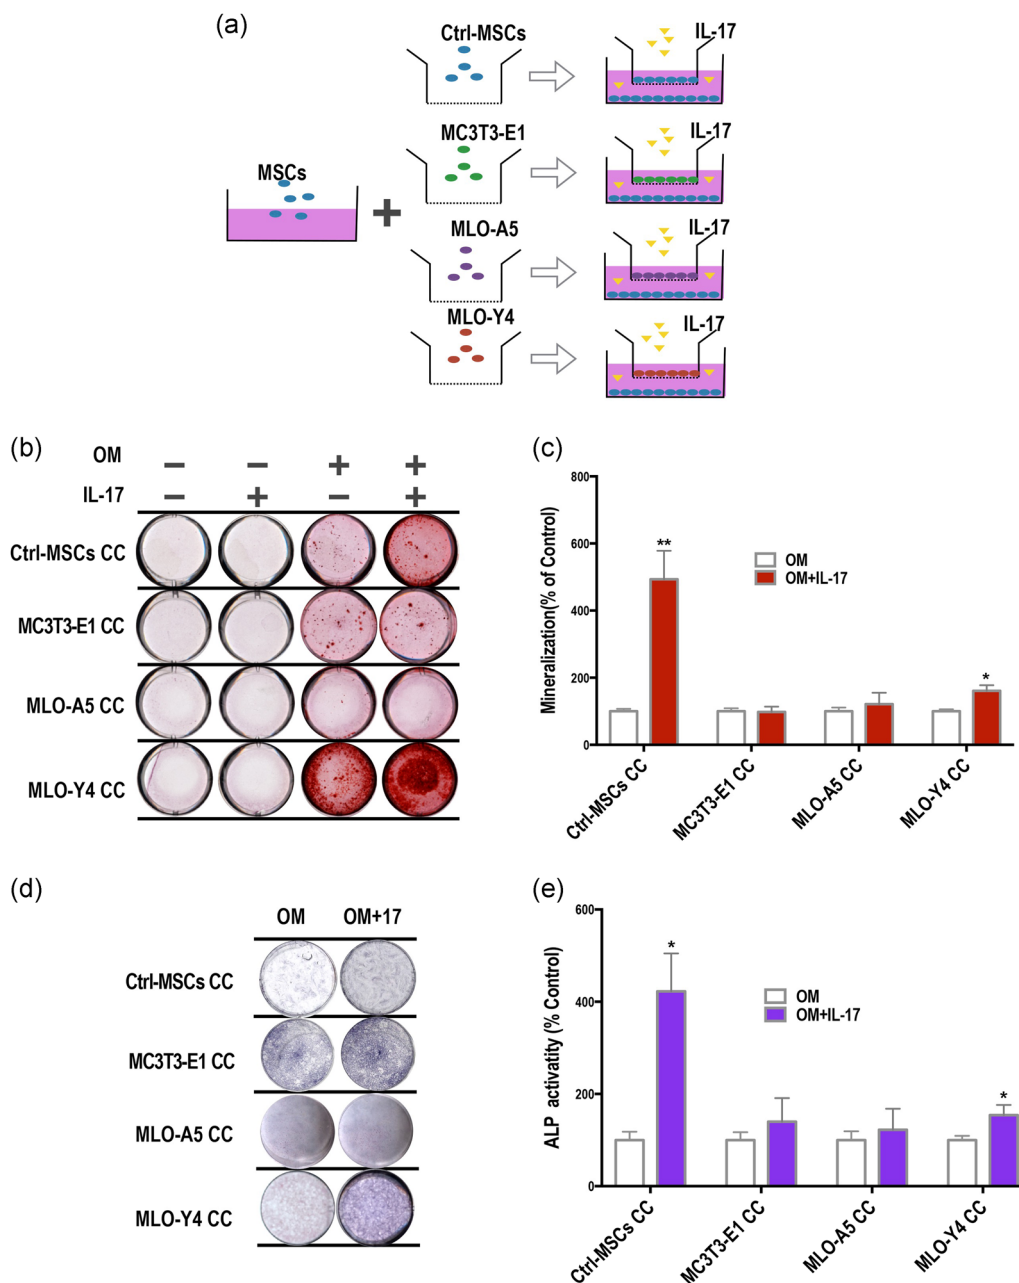 (a)
Ctrl-MSCs
IL-17
MC3T3-E1
IL-17
MSCs
MLO-A5
IL-17
MLO-Y4
IL-17
(b)
OM − − + +
IL-17 − + − +
Ctrl-MSCs CC
MC3T3-E1 CC
MLO-A5 CC
MLO-Y4 CC
(c)
Mineralization(% of Control)
800
600
400
200
0
**
*
OM
OM+IL-17
Ctrl-MSCs CC
MC3T3-E1 CC
MLO-A5 CC
MLO-Y4 CC
(d)
OM OM+17
Ctrl-MSCs CC
MC3T3-E1 CC
MLO-A5 CC
MLO-Y4 CC
(e)
ALP activatity (% Control)
600
400
200
0
*
*
OM
OM+IL-17
Ctrl-MSCs CC
MC3T3-E1 CC
MLO-A5 CC
MLO-Y4 CC